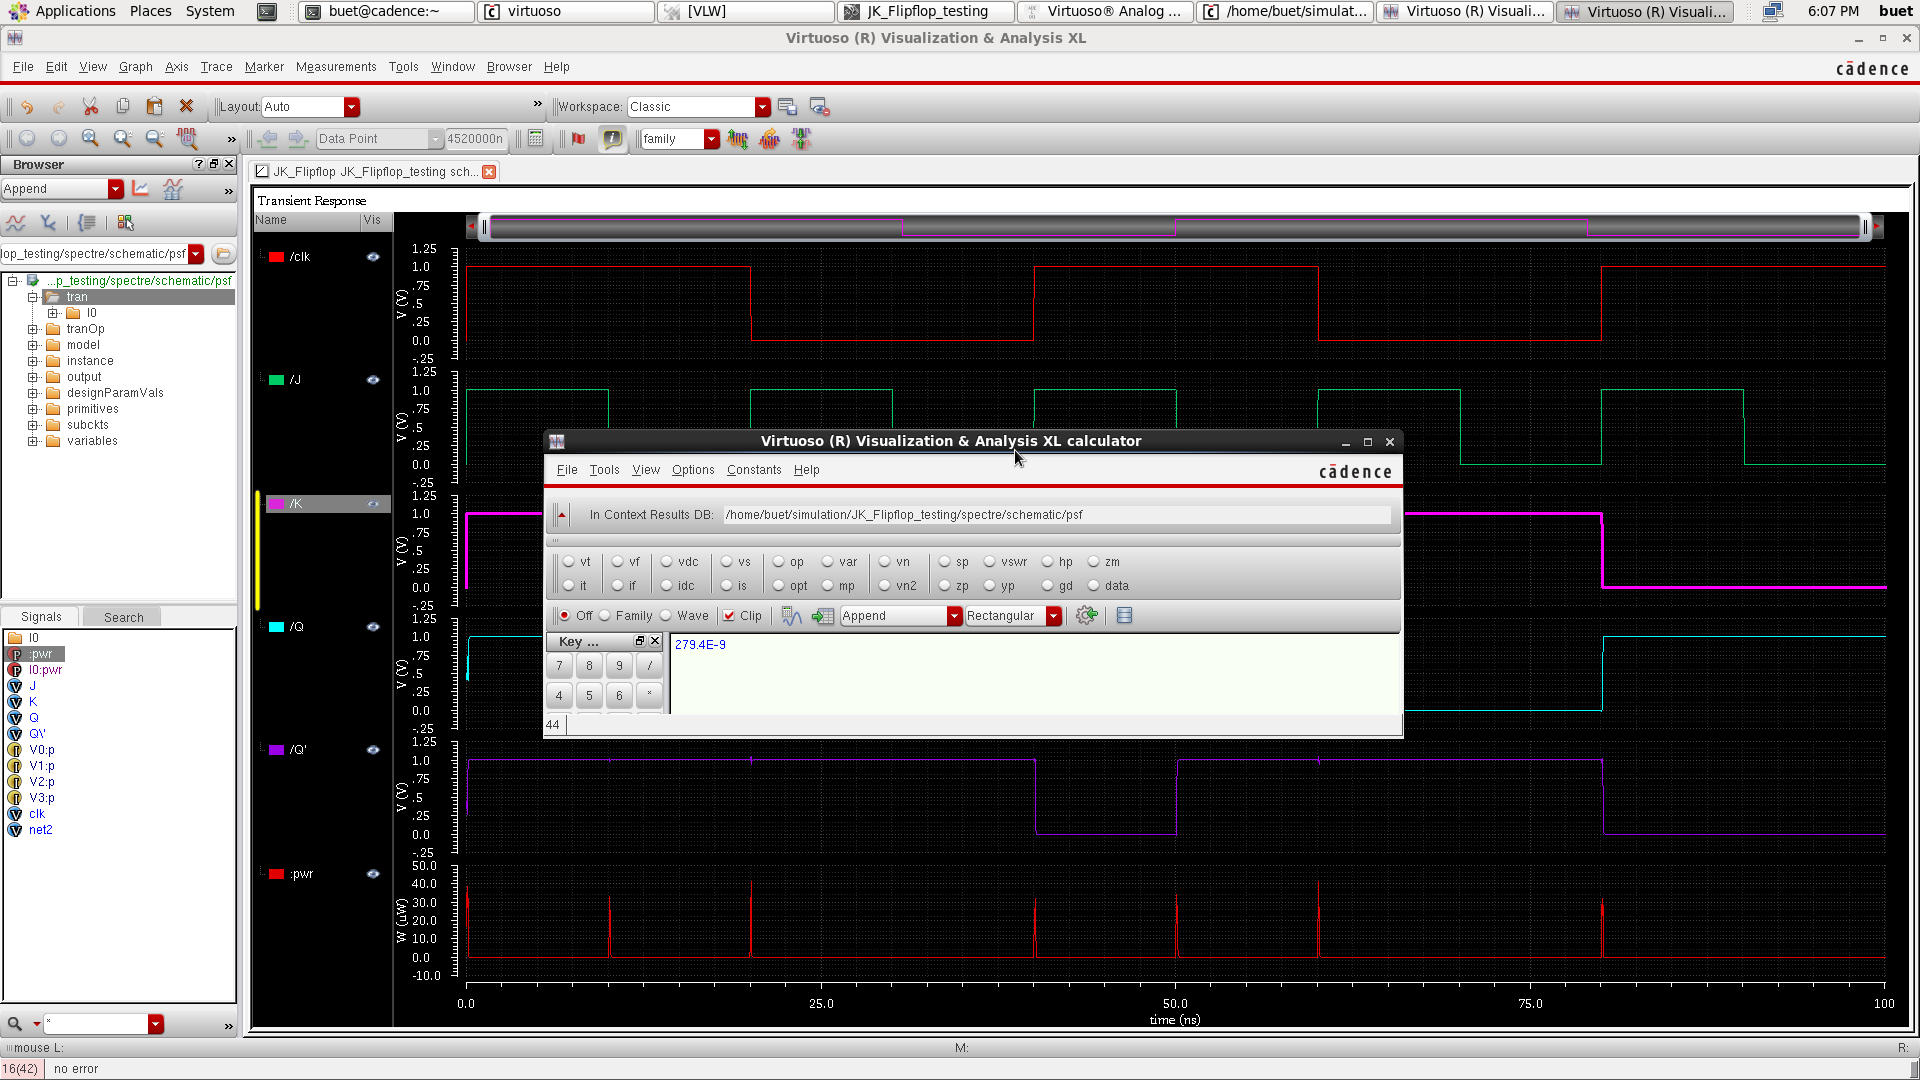 Applications Places System buet@cadence:~ virtuoso [VLW] JK_Flipflop_testing Virtuoso® Analog ... /home/buet/simulat... Virtuoso (R) Visuali... Virtuoso (R) Visuali... 6:07 PM buet
Virtuoso (R) Visualization & Analysis XL
File Edit View Graph Axis Trace Marker Measurements Tools Window Browser Help
cādence
Layout: Auto » Workspace: Classic
» Data Point 4520000n family
Browser
JK_Flipflop JK_Flipflop_testing sch...
Append »
Transient Response
Name Vis
lop_testing/spectre/schematic/psf
...p_testing/spectre/schematic/psf
tran
I0
tranOp
model
instance
output
designParamVals
primitives
subckts
variables
Signals Search
I0
:pwr
I0:pwr
J
K
Q
Q\'
V0:p
V1:p
V2:p
V3:p
clk
net2
* »
/clk
V (V)
1.25
1.0
.75
.5
.25
0.0
-.25
/J
V (V)
1.25
1.0
.75
.5
.25
0.0
-.25
/K
V (V)
1.25
1.0
.75
.5
.25
0.0
-.25
/Q
V (V)
1.25
1.0
.75
.5
.25
0.0
-.25
/Q'
V (V)
1.25
1.0
.75
.5
.25
0.0
-.25
:pwr
W (uW)
50.0
40.0
30.0
20.0
10.0
0.0
-10.0
0.0 25.0 50.0 75.0 100
time (ns)
Virtuoso (R) Visualization & Analysis XL calculator
File Tools View Options Constants Help
cādence
In Context Results DB: /home/buet/simulation/JK_Flipflop_testing/spectre/schematic/psf
vt vf vdc vs op var vn sp vswr hp zm
it if idc is opt mp vn2 zp yp gd data
Off Family Wave Clip Append Rectangular
Key ...
279.4E-9
7 8 9 /
4 5 6 *
44
mouse L: M: R:
16(42) no error